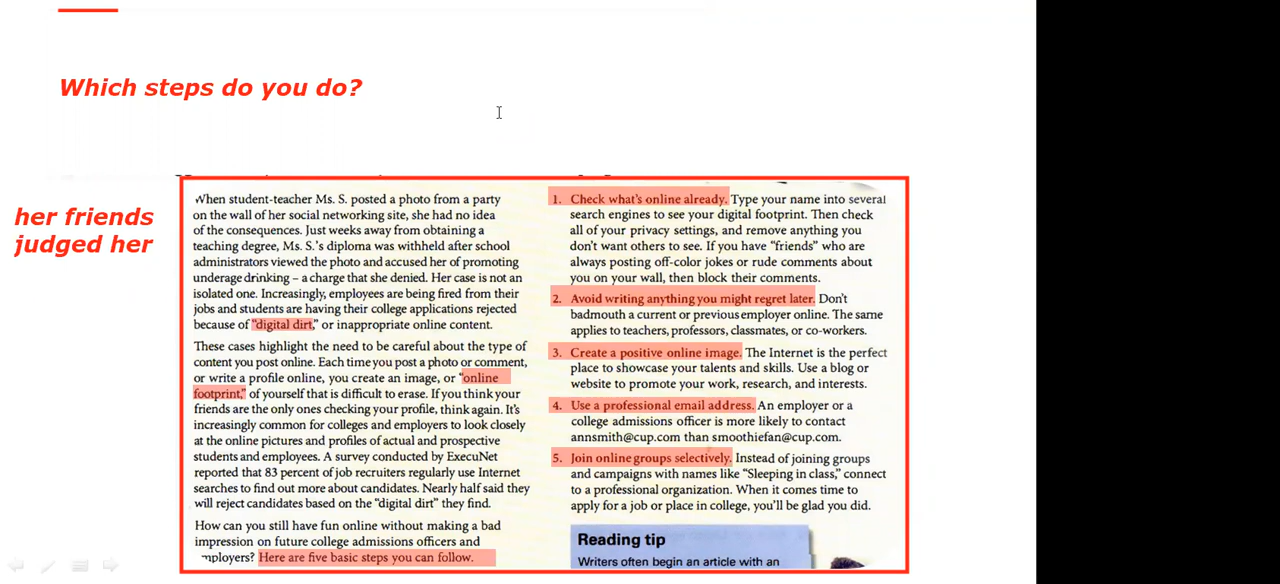 Which steps do you do?
her friends
judged her
When student-teacher Ms. S. posted a photo from a party
on the wall of her social networking site, she had no idea
of the consequences. Just weeks away from obtaining a
teaching degree, Ms. S.'s diploma was withheld after school
administrators viewed the photo and accused her of promoting
underage drinking – a charge that she denied. Her case is not an
isolated one. Increasingly, employees are being fired from their
jobs and students are having their college applications rejected
because of "digital dirt," or inappropriate online content.
These cases highlight the need to be careful about the type of
content you post online. Each time you post a photo or comment,
or write a profile online, you create an image, or "online
footprint," of yourself that is difficult to erase. If you think your
friends are the only ones checking your profile, think again. It's
increasingly common for colleges and employers to look closely
at the online pictures and profiles of actual and prospective
students and employees. A survey conducted by ExecuNet
reported that 83 percent of job recruiters regularly use Internet
searches to find out more about candidates. Nearly half said they
will reject candidates based on the "digital dirt" they find.
How can you still have fun online without making a bad
impression on future college admissions officers and
mployers? Here are five basic steps you can follow.
1. Check what's online already. Type your name into several
search engines to see your digital footprint. Then check
all of your privacy settings, and remove anything you
don't want others to see. If you have "friends" who are
always posting off-color jokes or rude comments about
you on your wall, then block their comments.
2. Avoid writing anything you might regret later. Don't
badmouth a current or previous employer online. The same
applies to teachers, professors, classmates, or co-workers.
3. Create a positive online image. The Internet is the perfect
place to showcase your talents and skills. Use a blog or
website to promote your work, research, and interests.
4. Use a professional email address. An employer or a
college admissions officer is more likely to contact
annsmith@cup.com than smoothiefan@cup.com.
5. Join online groups selectively. Instead of joining groups
and campaigns with names like "Sleeping in class," connect
to a professional organization. When it comes time to
apply for a job or place in college, you'll be glad you did.
Reading tip
Writers often begin an article with an